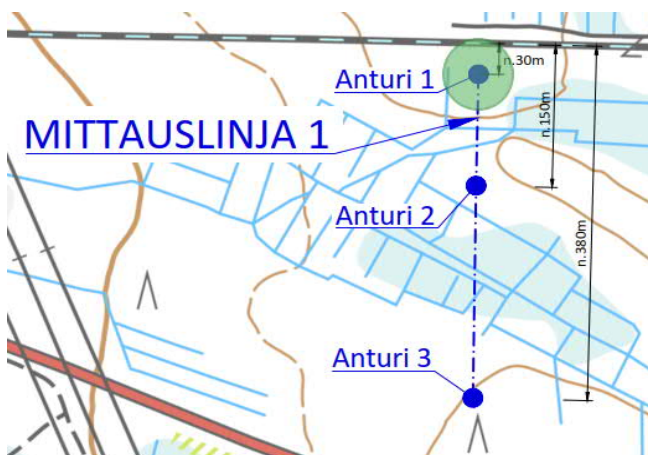 n.30m
Anturi 1
MITTAUSLINJA 1
n.150m
Anturi 2
n.380m
Anturi 3